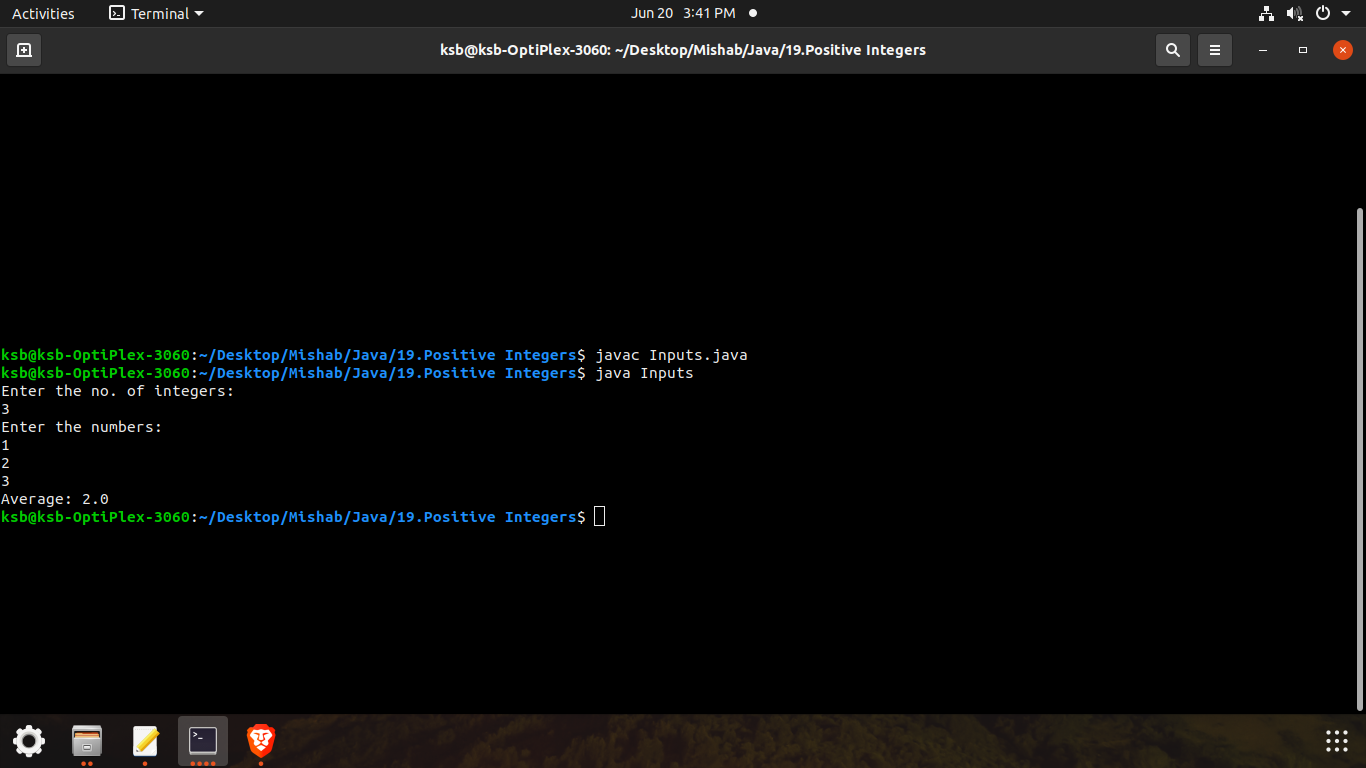 Activities
Terminal
Jun 20 3:41 PM
ksb@ksb-OptiPlex-3060: ~/Desktop/Mishab/Java/19.Positive Integers
ksb@ksb-OptiPlex-3060:~/Desktop/Mishab/Java/19.Positive Integers$ javac Inputs.java
ksb@ksb-OptiPlex-3060:~/Desktop/Mishab/Java/19.Positive Integers$ java Inputs
Enter the no. of integers:
3
Enter the numbers:
1
2
3
Average: 2.0
ksb@ksb-OptiPlex-3060:~/Desktop/Mishab/Java/19.Positive Integers$